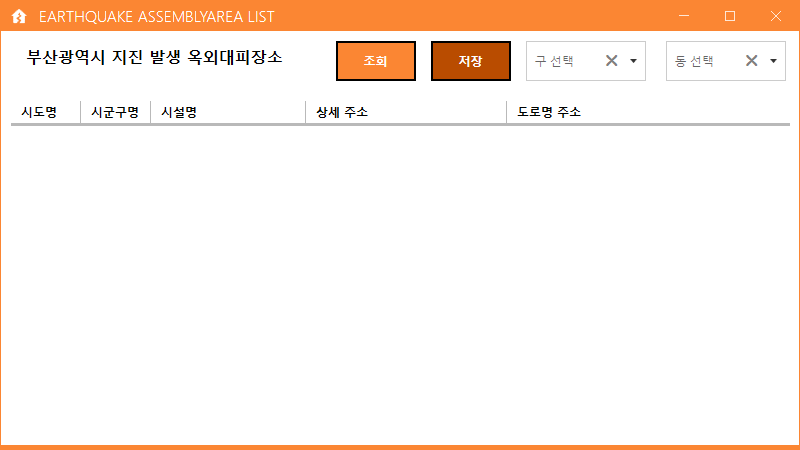 EARTHQUAKE ASSEMBLYAREA LIST
부산광역시 지진 발생 옥외대피장소 조회 저장 구 선택 동 선택
시도명 시군구명 시설명 상세 주소 도로명 주소